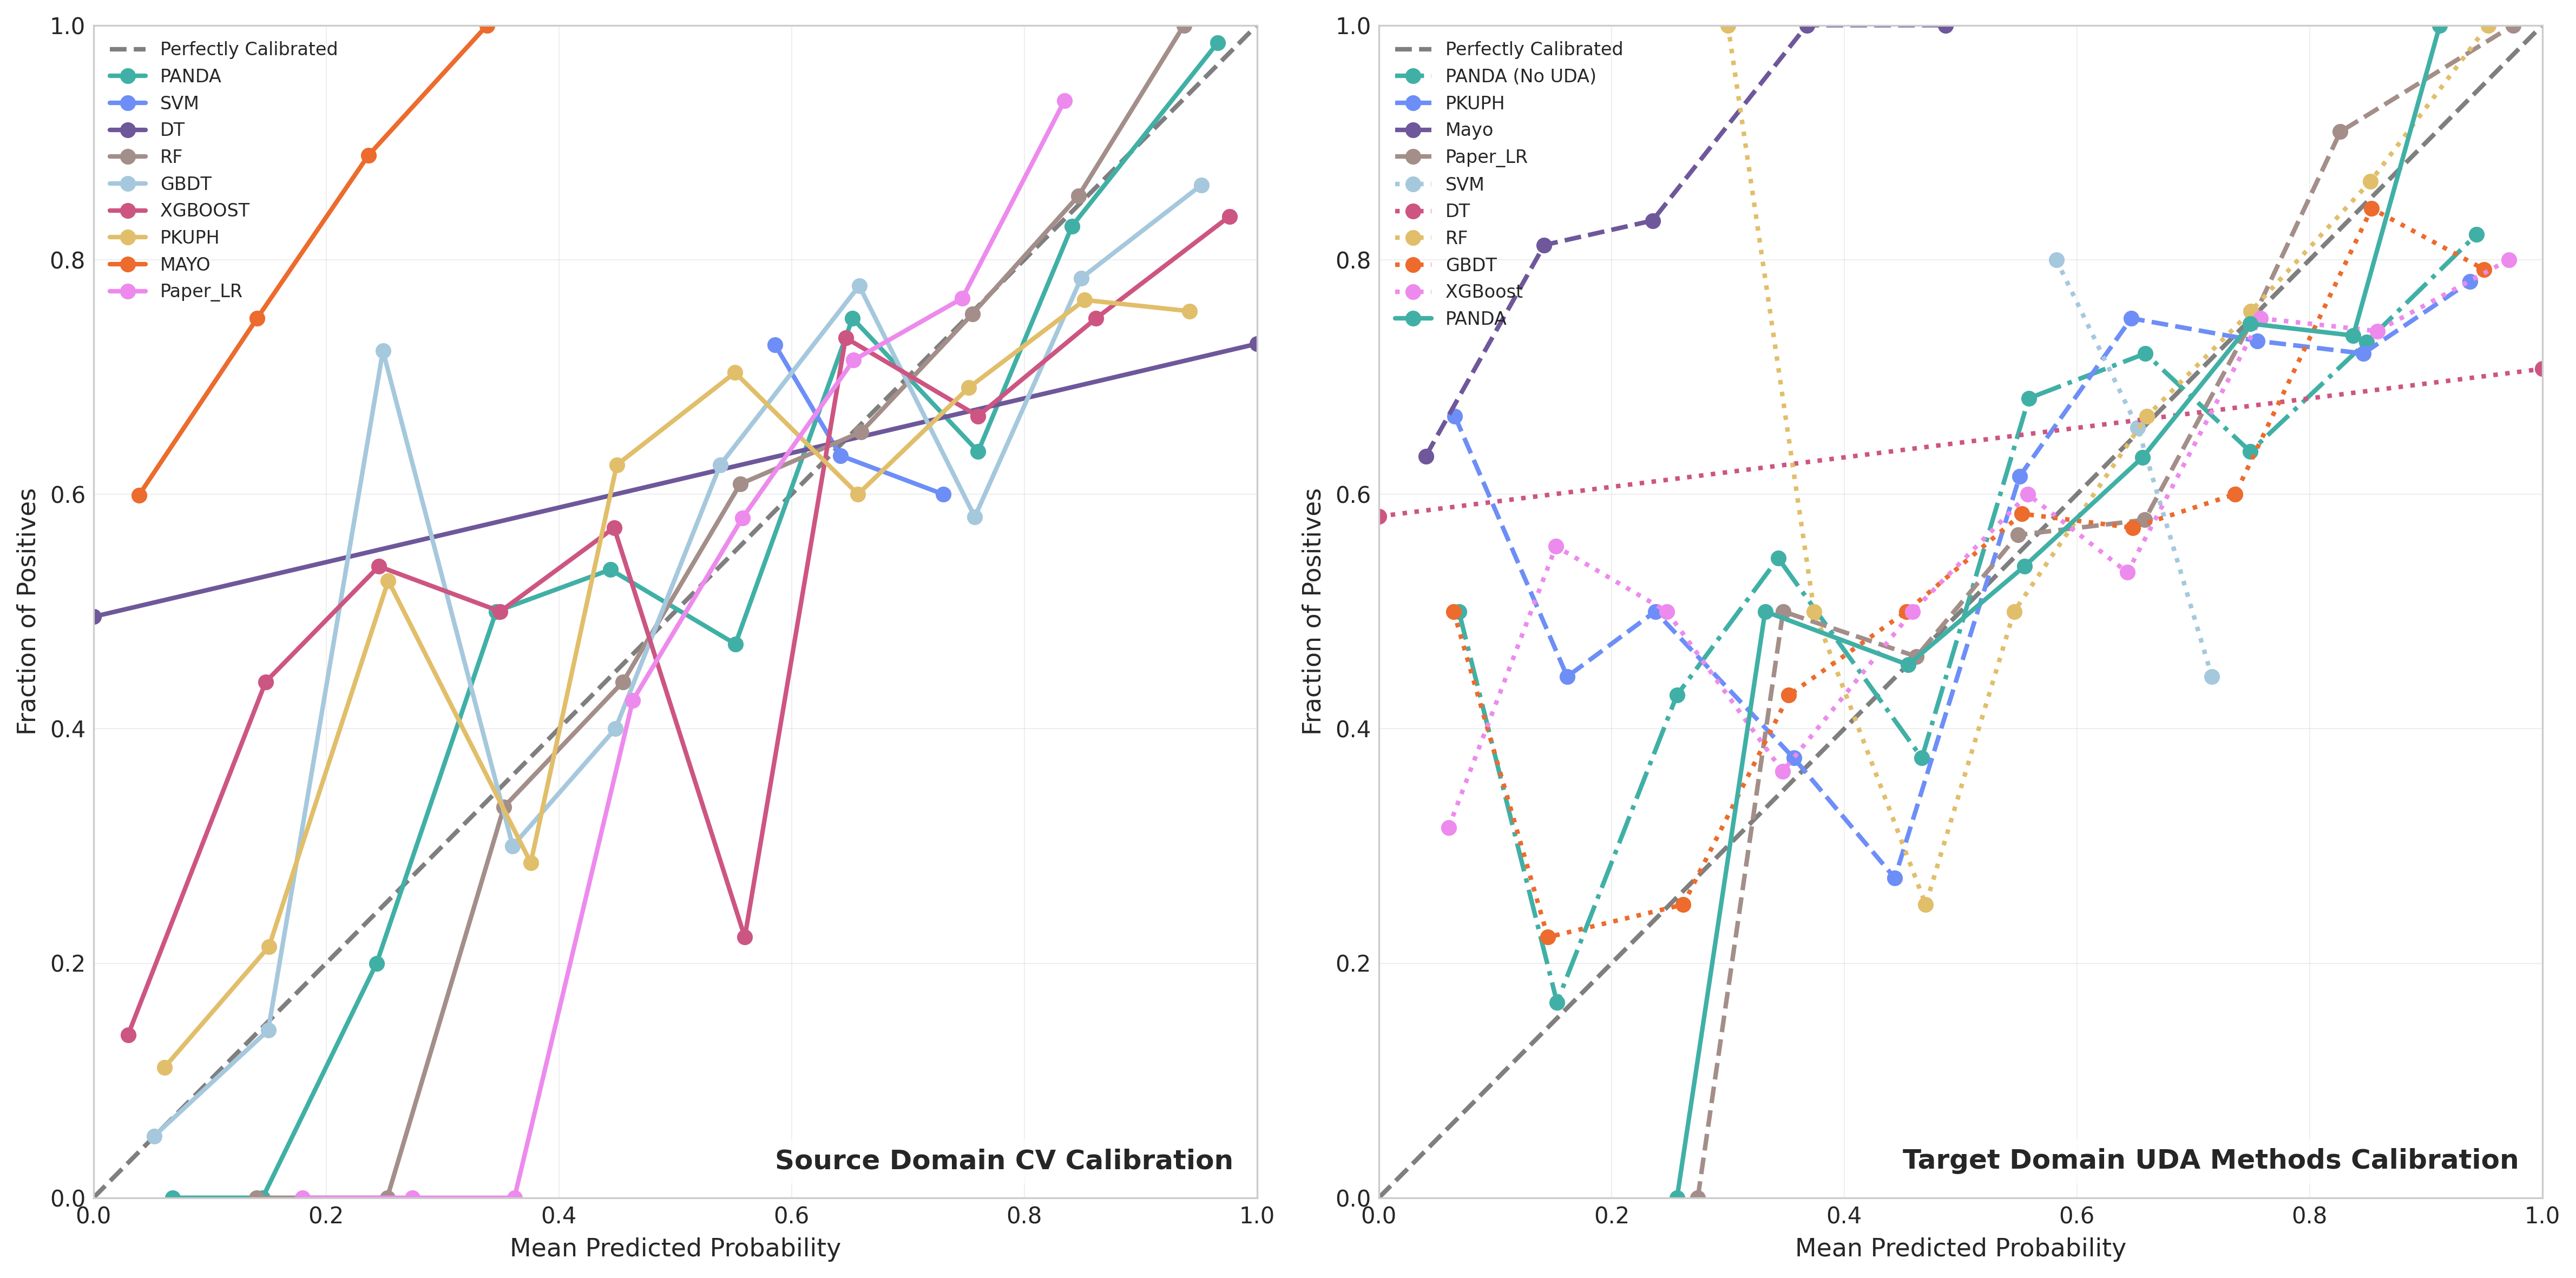 1.0
0.8
0.6
0.4
0.2
0.0
Fraction of Positives
Perfectly Calibrated
PANDA
SVM
DT
RF
GBDT
XGBOOST
PKUPH
MAYO
Paper_LR
Source Domain CV Calibration
0.0 0.2 0.4 0.6 0.8 1.0
Mean Predicted Probability
1.0
0.8
0.6
0.4
0.2
0.0
Fraction of Positives
Perfectly Calibrated
PANDA (No UDA)
PKUPH
Mayo
Paper_LR
SVM
DT
RF
GBDT
XGBoost
PANDA
Target Domain UDA Methods Calibration
0.0 0.2 0.4 0.6 0.8 1.0
Mean Predicted Probability